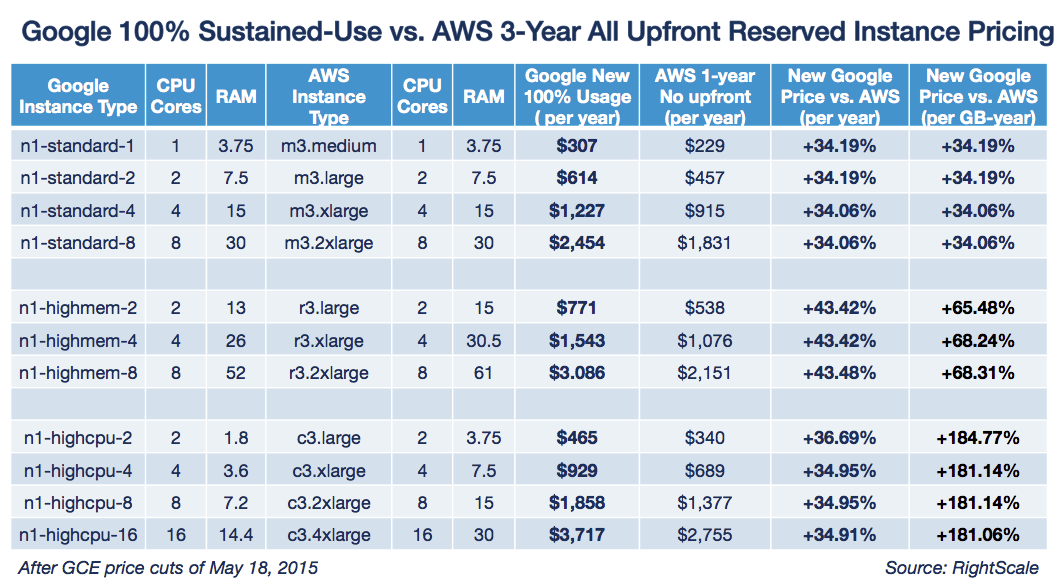 Google 100% Sustained-Use vs. AWS 3-Year All Upfront Reserved Instance Pricing
Google Instance Type CPU Cores RAM AWS Instance Type CPU Cores RAM Google New 100% Usage ( per year) AWS 1-year No upfront (per year) New Google Price vs. AWS (per year) New Google Price vs. AWS (per GB-year)
n1-standard-1 1 3.75 m3.medium 1 3.75 $307 $229 +34.19% +34.19%
n1-standard-2 2 7.5 m3.large 2 7.5 $614 $457 +34.19% +34.19%
n1-standard-4 4 15 m3.xlarge 4 15 $1,227 $915 +34.06% +34.06%
n1-standard-8 8 30 m3.2xlarge 8 30 $2,454 $1,831 +34.06% +34.06%
n1-highmem-2 2 13 r3.large 2 15 $771 $538 +43.42% +65.48%
n1-highmem-4 4 26 r3.xlarge 4 30.5 $1,543 $1,076 +43.42% +68.24%
n1-highmem-8 8 52 r3.2xlarge 8 61 $3.086 $2,151 +43.48% +68.31%
n1-highcpu-2 2 1.8 c3.large 2 3.75 $465 $340 +36.69% +184.77%
n1-highcpu-4 4 3.6 c3.xlarge 4 7.5 $929 $689 +34.95% +181.14%
n1-highcpu-8 8 7.2 c3.2xlarge 8 15 $1,858 $1,377 +34.95% +181.14%
n1-highcpu-16 16 14.4 c3.4xlarge 16 30 $3,717 $2,755 +34.91% +181.06%
After GCE price cuts of May 18, 2015 Source: RightScale